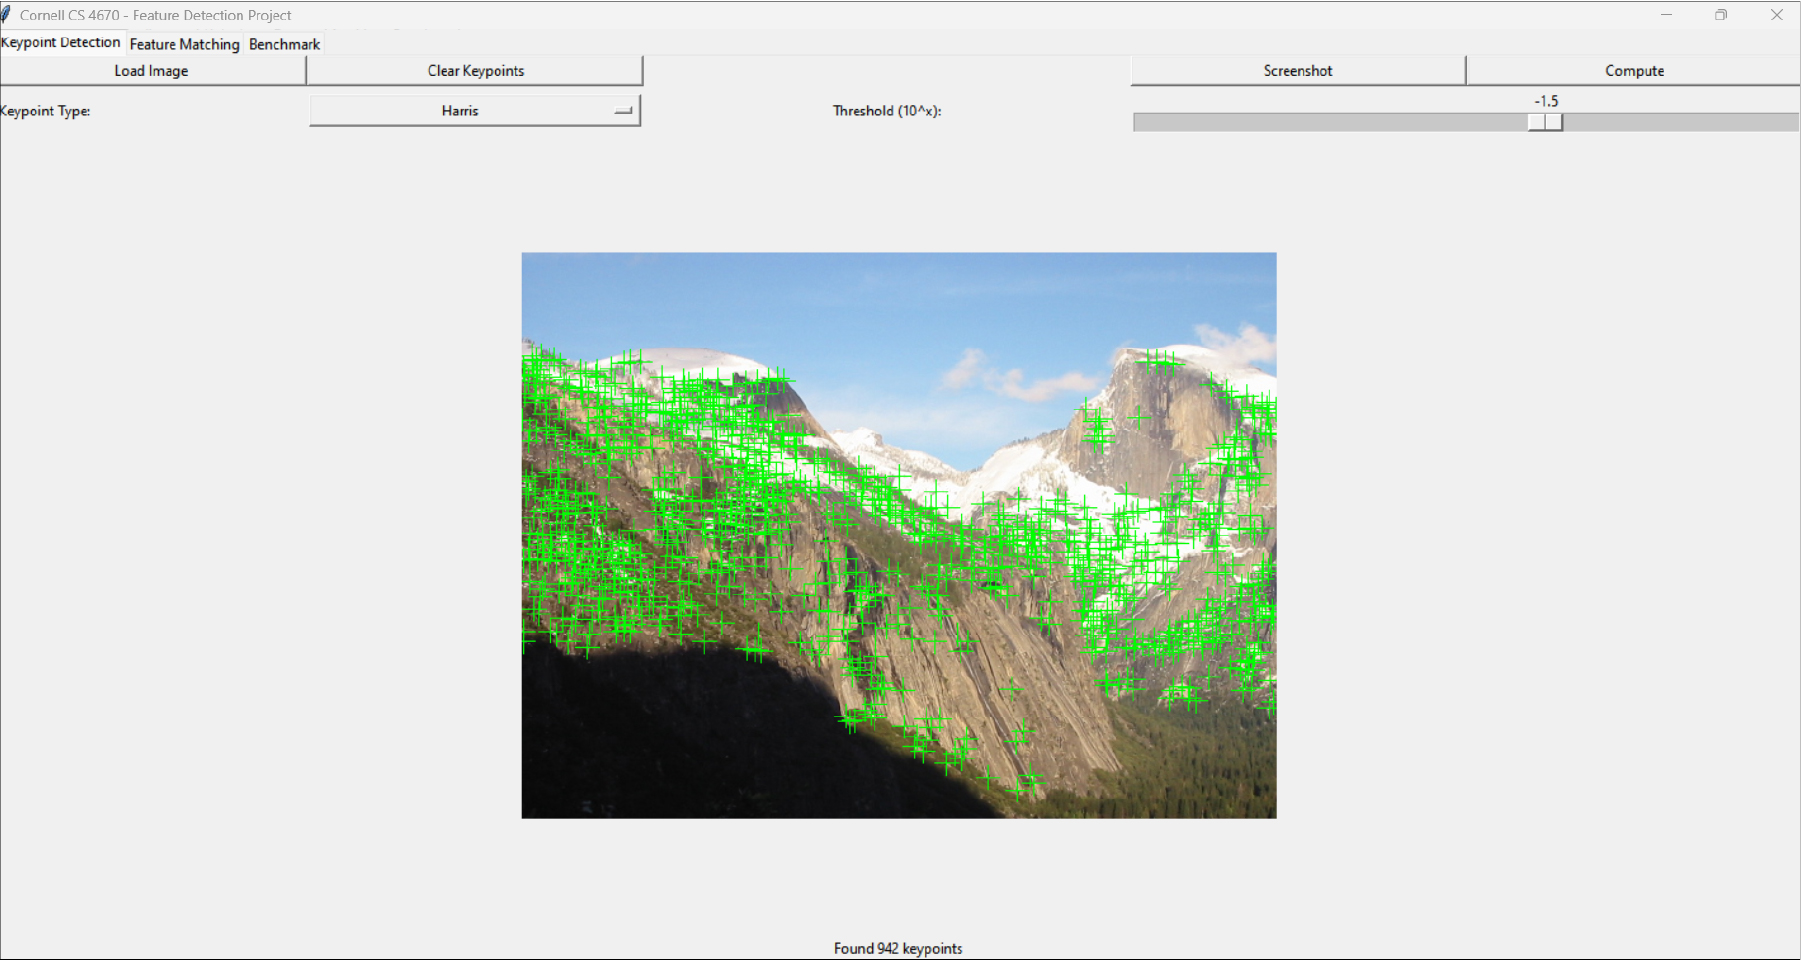 Cornell CS 4670 - Feature Detection Project
Keypoint Detection Feature Matching Benchmark
Load Image Clear Keypoints Screenshot Compute
Keypoint Type: Harris Threshold (10^x): -1.5
Found 942 keypoints